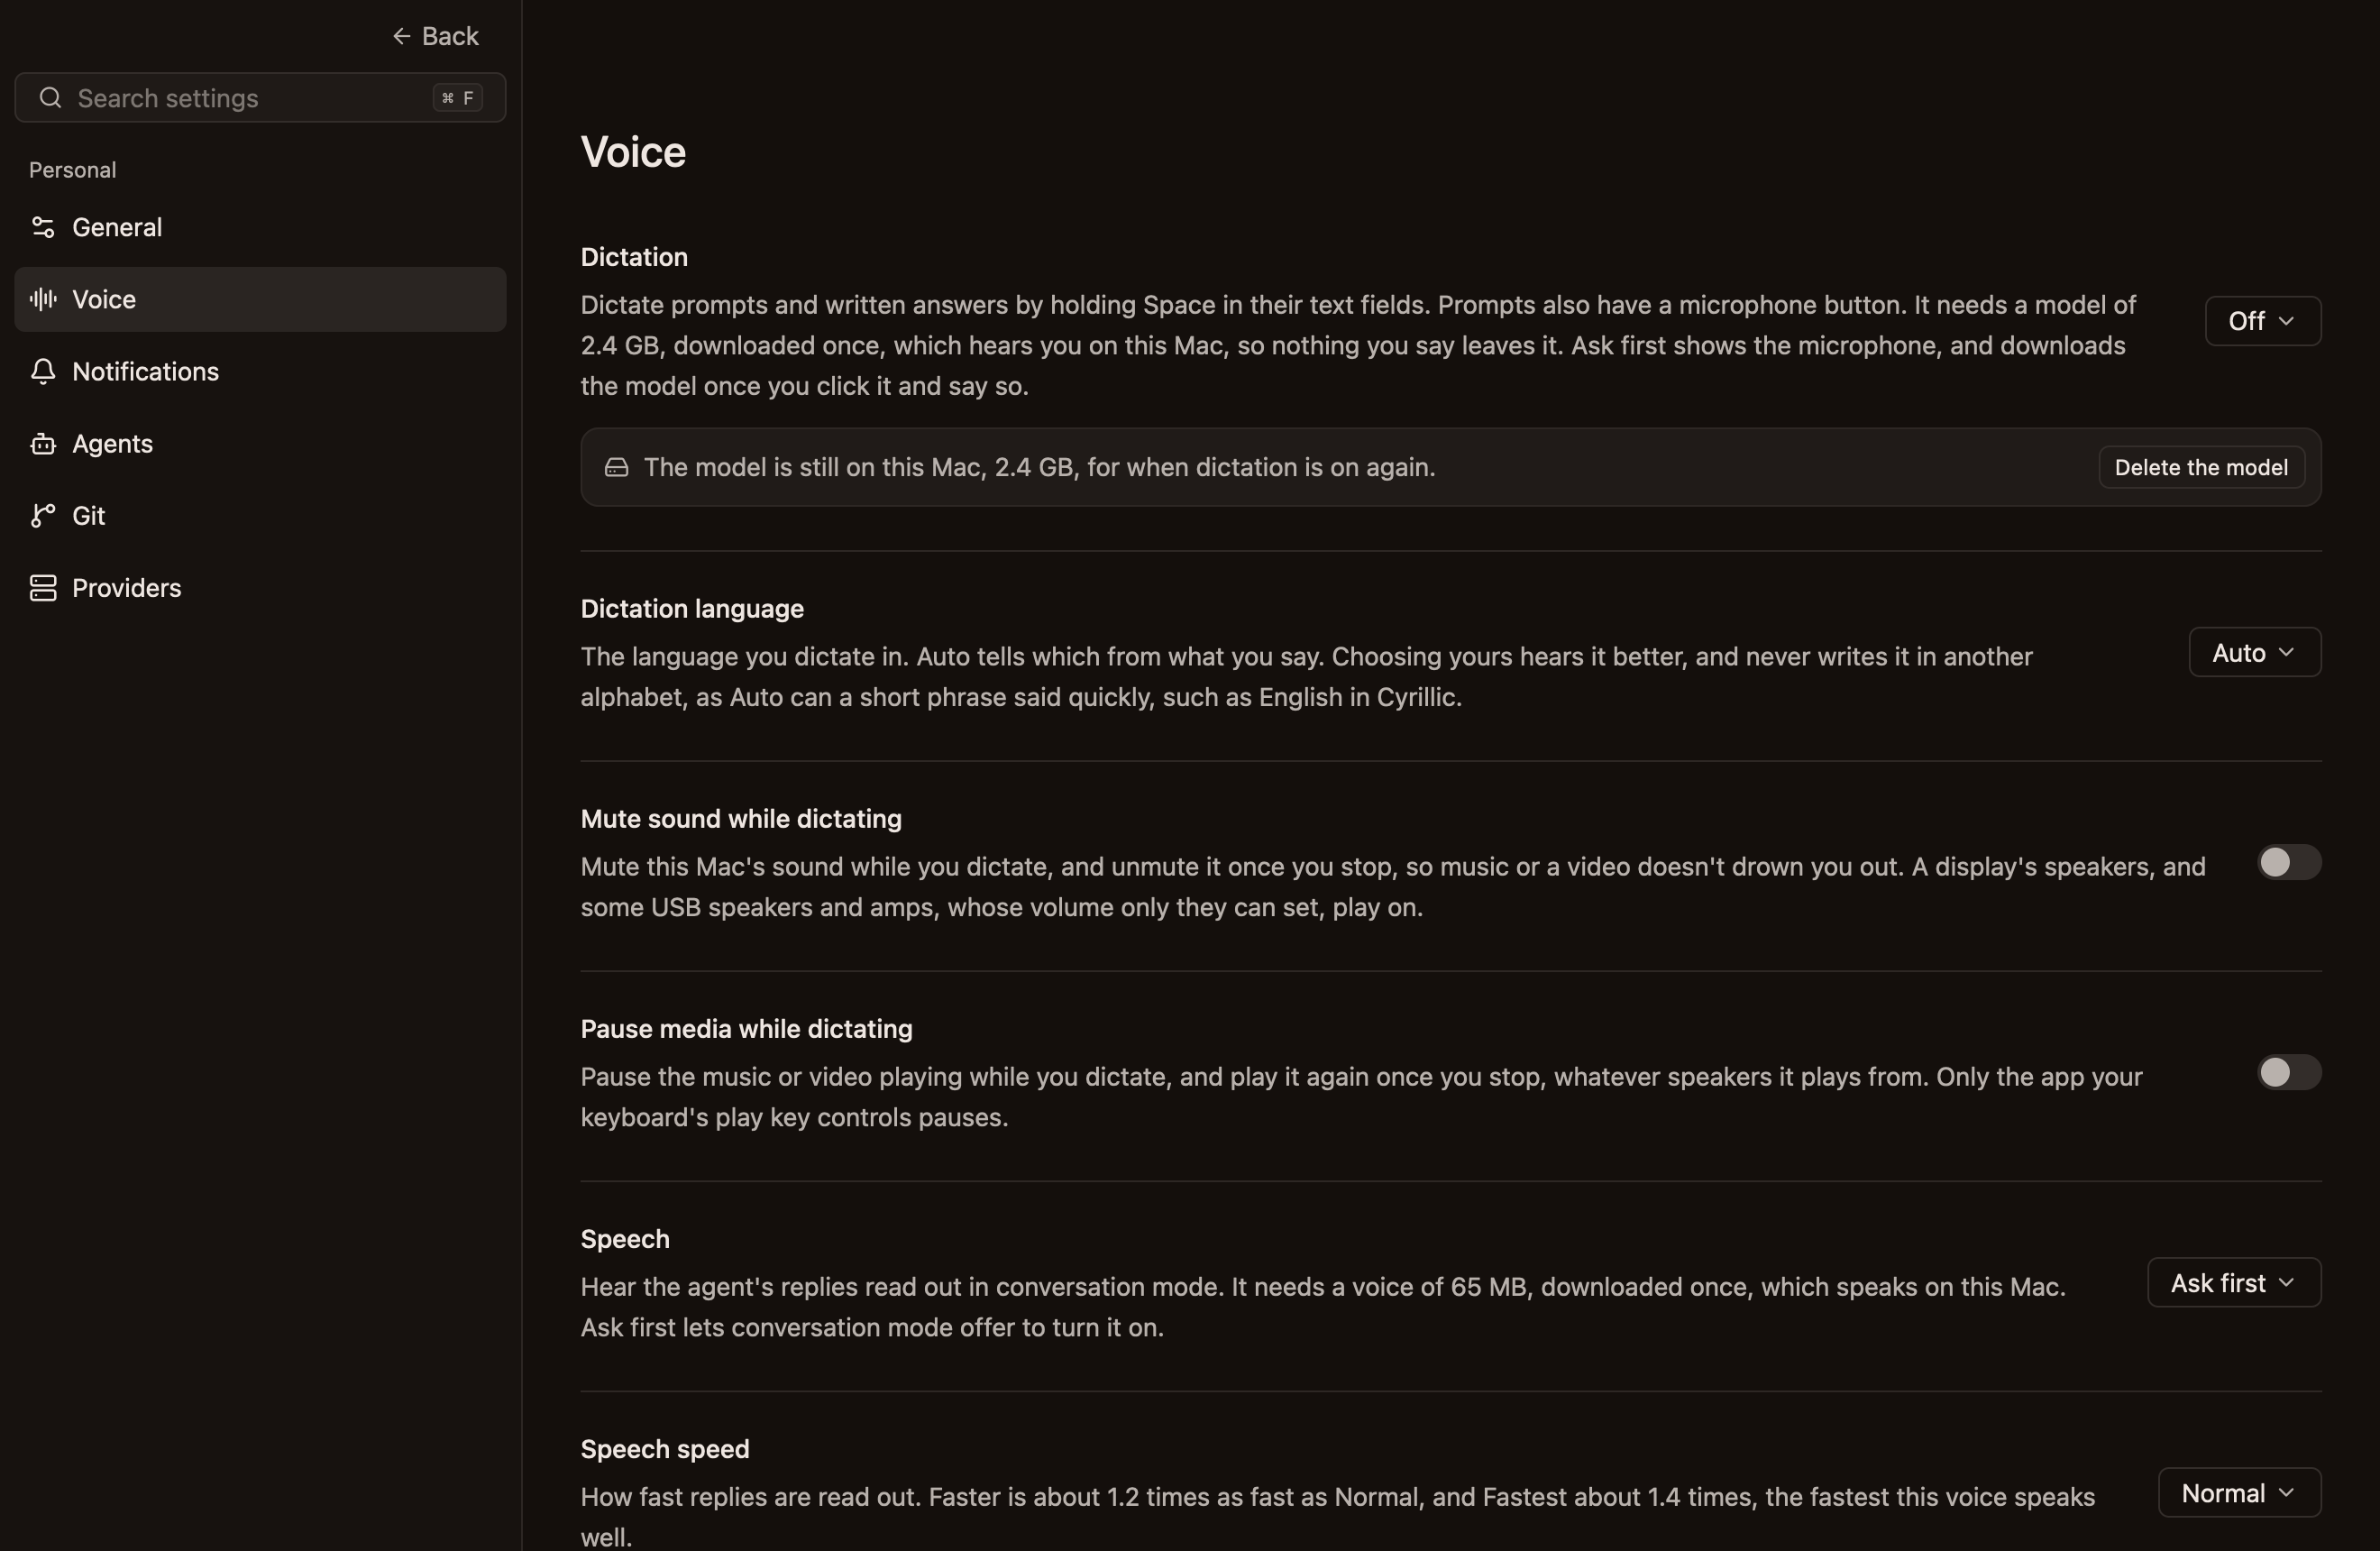 Back
Search settings
⌘ F
Personal
General
Voice
Notifications
Agents
Git
Providers
Voice
Dictation
Dictate prompts and written answers by holding Space in their text fields. Prompts also have a microphone button. It needs a model of
2.4 GB, downloaded once, which hears you on this Mac, so nothing you say leaves it. Ask first shows the microphone, and downloads
the model once you click it and say so.
Off
The model is still on this Mac, 2.4 GB, for when dictation is on again.
Delete the model
Dictation language
The language you dictate in. Auto tells which from what you say. Choosing yours hears it better, and never writes it in another
alphabet, as Auto can a short phrase said quickly, such as English in Cyrillic.
Auto
Mute sound while dictating
Mute this Mac's sound while you dictate, and unmute it once you stop, so music or a video doesn't drown you out. A display's speakers, and
some USB speakers and amps, whose volume only they can set, play on.
Pause media while dictating
Pause the music or video playing while you dictate, and play it again once you stop, whatever speakers it plays from. Only the app your
keyboard's play key controls pauses.
Speech
Hear the agent's replies read out in conversation mode. It needs a voice of 65 MB, downloaded once, which speaks on this Mac.
Ask first lets conversation mode offer to turn it on.
Ask first
Speech speed
How fast replies are read out. Faster is about 1.2 times as fast as Normal, and Fastest about 1.4 times, the fastest this voice speaks
well.
Normal